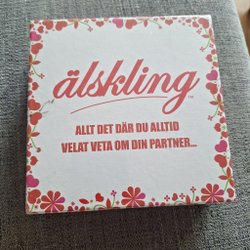 älskling
ALLT DET DÄR DU ALLTID
VELAT VETA OM DIN PARTNER...